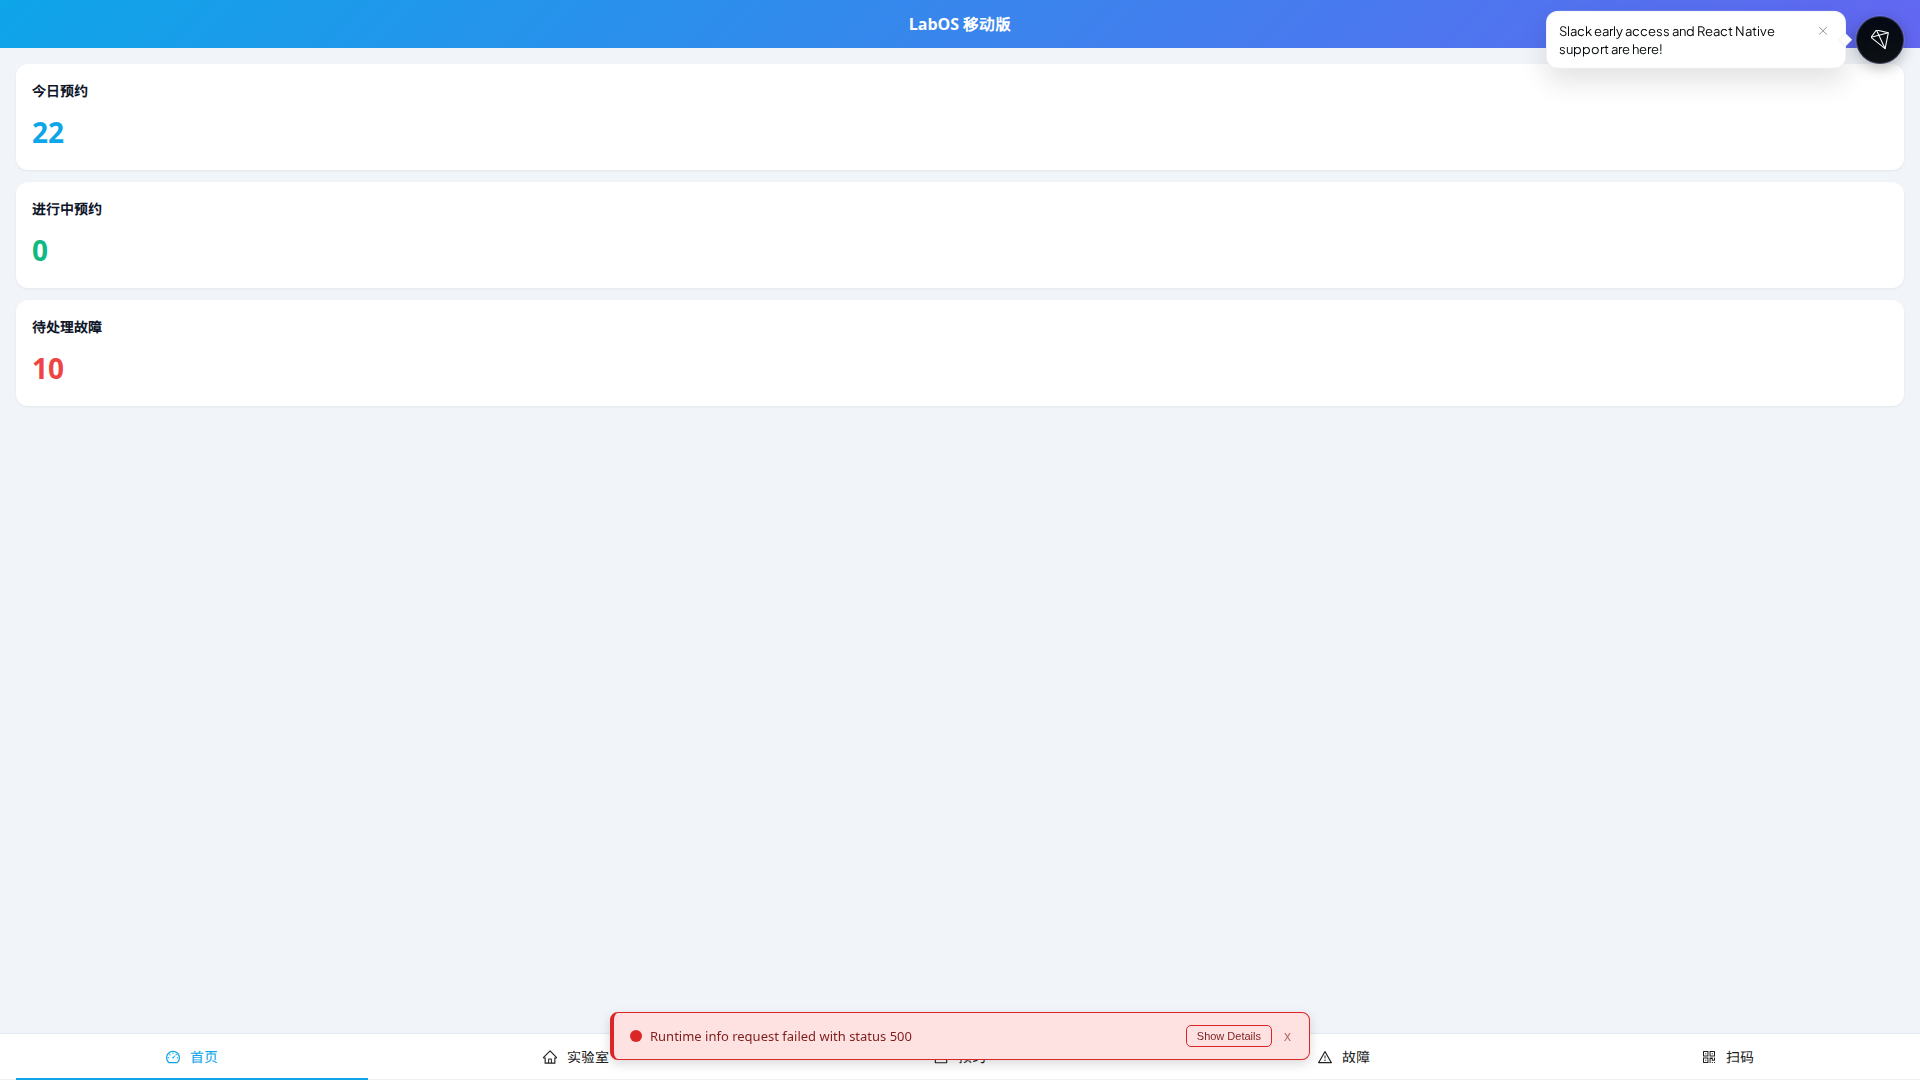 LabOS 移动版
Slack early access and React Native
support are here!
今日预约
22
进行中预约
0
待处理故障
10
Runtime info request failed with status 500
Show Details
x
首页
实验室
故障
扫码